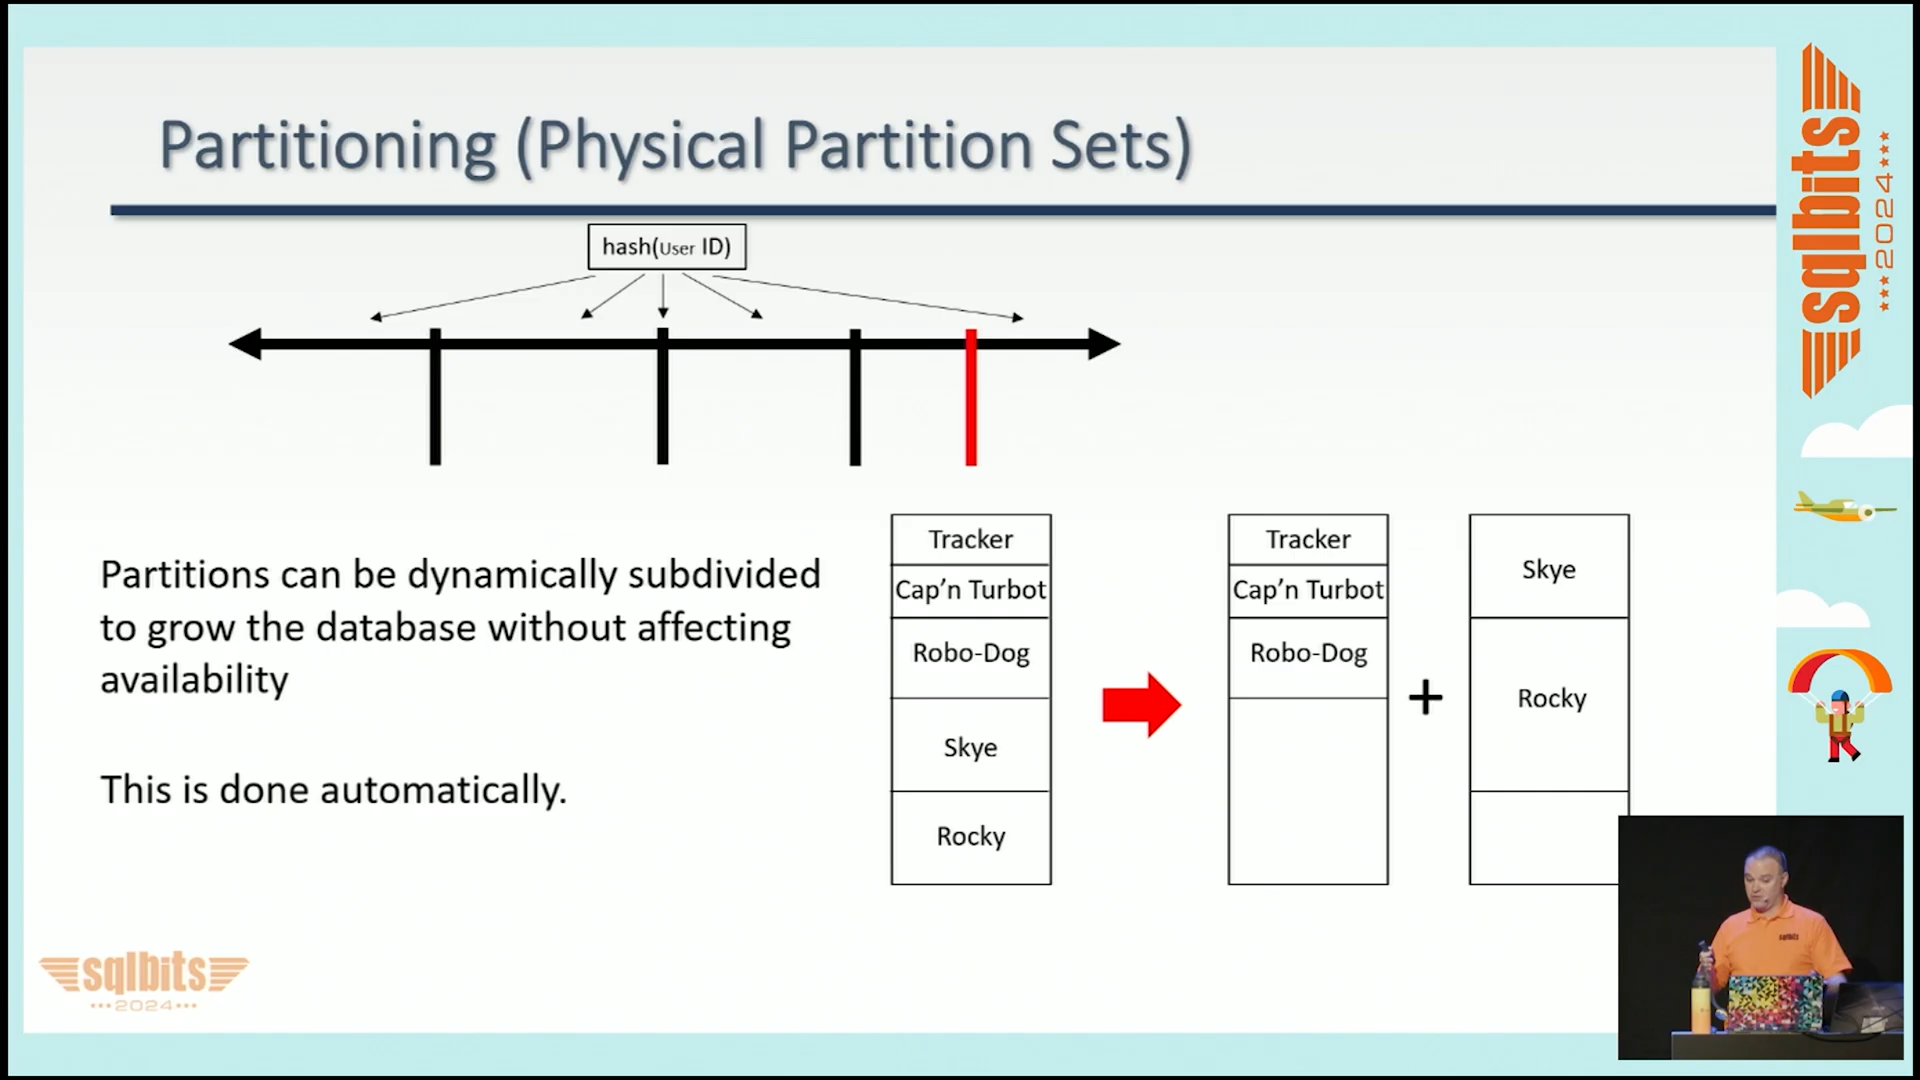 Partitioning (Physical Partition Sets)
hash(User ID)
Partitions can be dynamically subdivided
to grow the database without affecting
availability
This is done automatically.
Tracker
Cap’n Turbot
Robo-Dog
Skye
Rocky
Tracker
Cap’n Turbot
Robo-Dog
+
Skye
Rocky
sqlbits
2024
sqlbits
2024
sqlbits